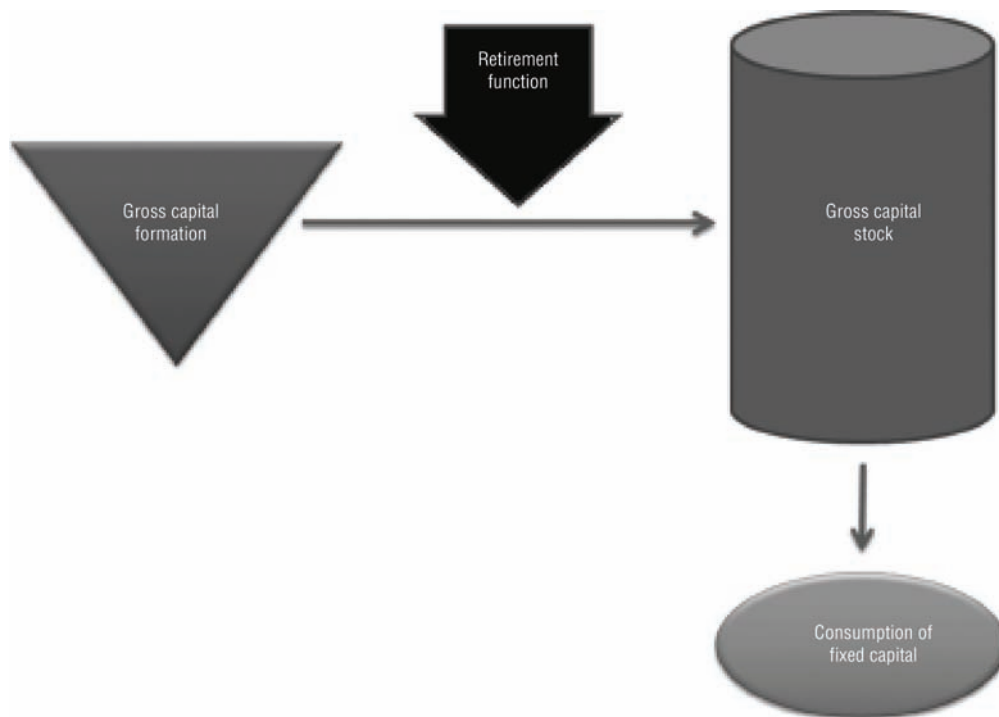 Retirement
function
Gross capital
formation
Gross capital
stock
Consumption of
fixed capital